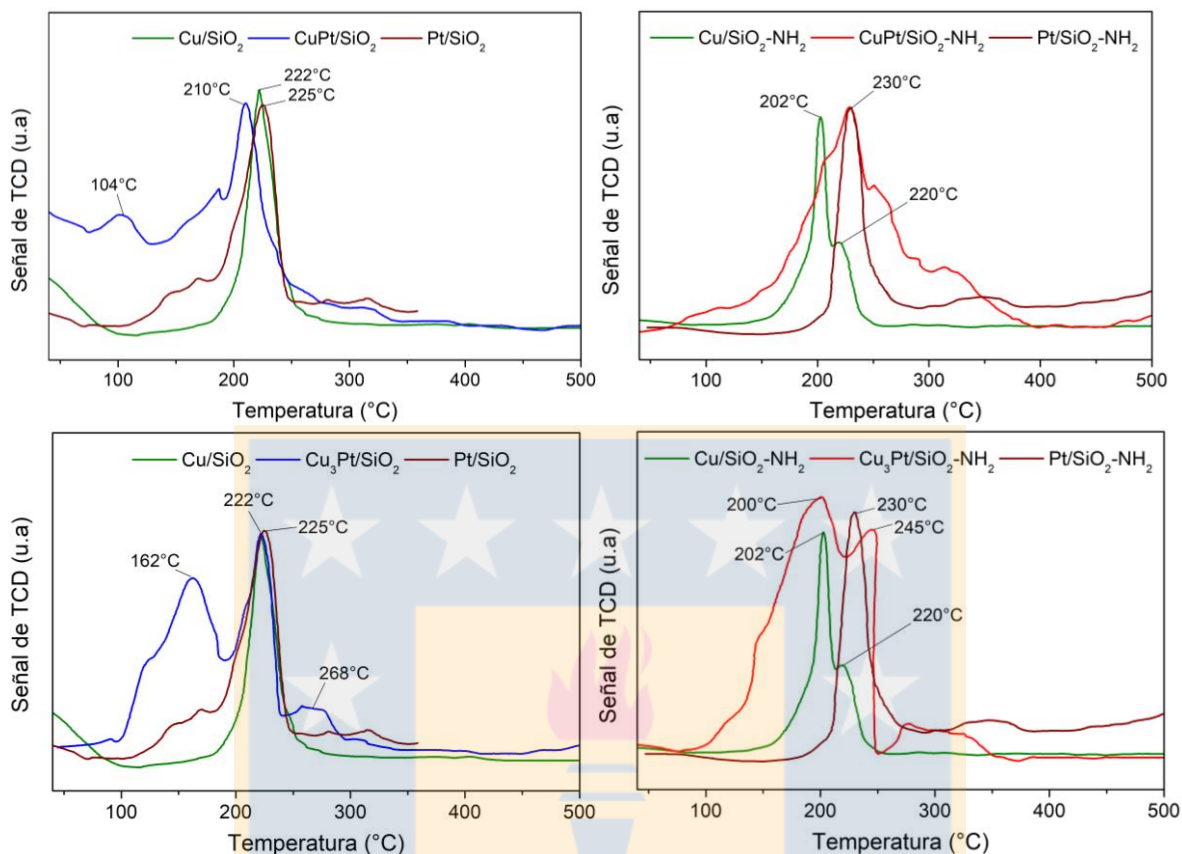 Cu/SiO₂ CuPt/SiO₂ Pt/SiO₂
222°C
210°C
225°C
104°C
Señal de TCD (u.a)
100 200 300 400 500
Temperatura (°C)
Cu/SiO₂-NH₂ CuPt/SiO₂-NH₂ Pt/SiO₂-NH₂
230°C
202°C
220°C
Señal de TCD (u.a)
100 200 300 400 500
Temperatura (°C)
Cu/SiO₂ Cu₃Pt/SiO₂ Pt/SiO₂
222°C
225°C
162°C
268°C
Señal de TCD (u.a)
100 200 300 400 500
Temperatura (°C)
Cu/SiO₂-NH₂ Cu₃Pt/SiO₂-NH₂ Pt/SiO₂-NH₂
200°C
230°C
245°C
202°C
220°C
Señal de TCD (u.a)
100 200 300 400 500
Temperatura (°C)